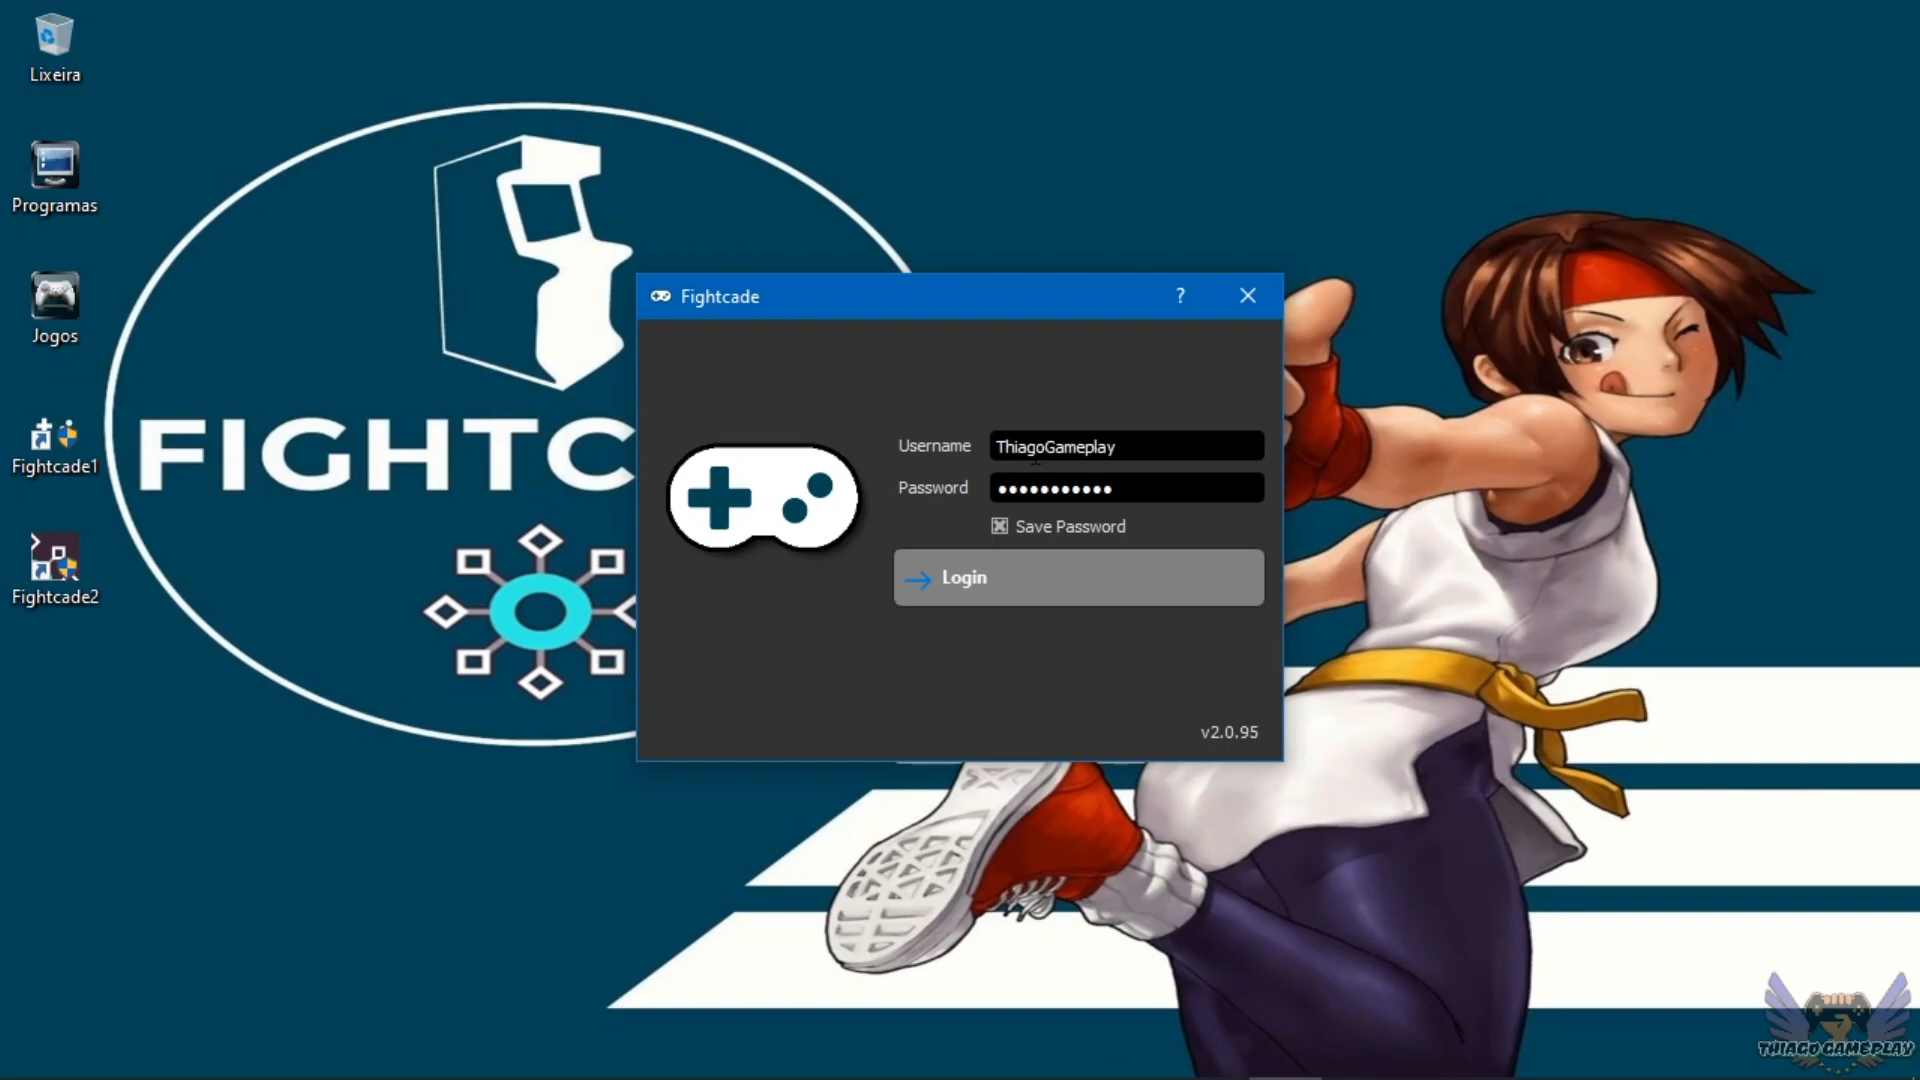 Lixeira
Programas
Jogos
Fightcade1
Fightcade2
FIGHTC
Fightcade
?
Username
ThiagoGameplay
Password
•••••••••••
Save Password
Login
v2.0.95
THIAGO GAMEPLAY